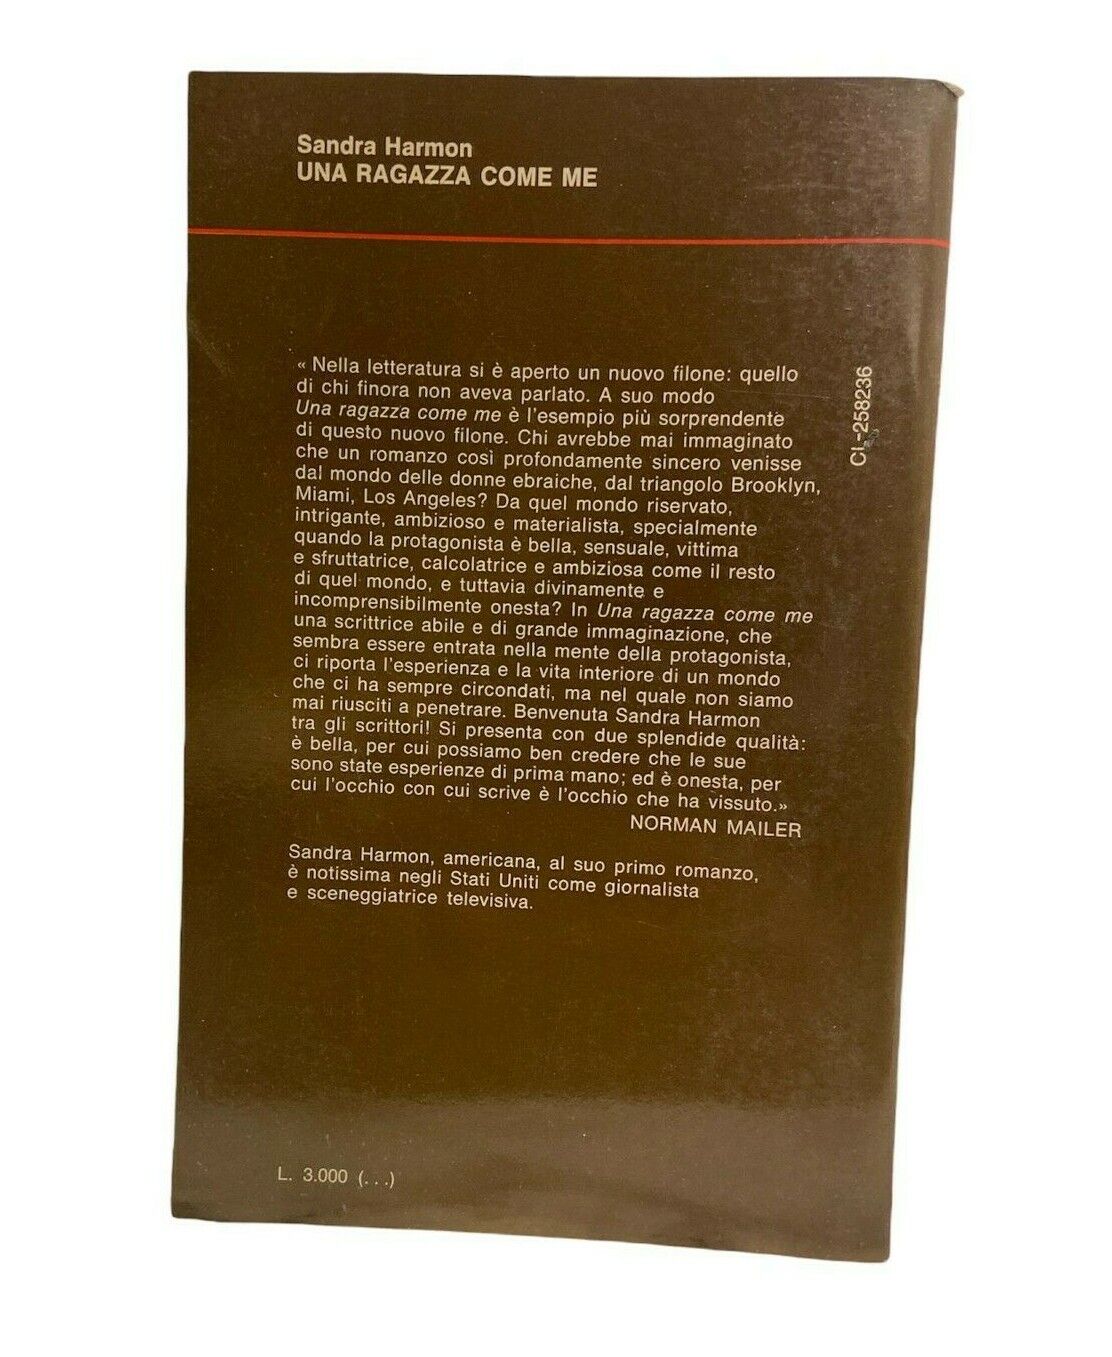 Sandra Harmon
UNA RAGAZZA COME ME
« Nella letteratura si è aperto un nuovo filone: quello
di chi finora non aveva parlato. A suo modo
Una ragazza come me è l'esempio più sorprendente
di questo nuovo filone. Chi avrebbe mai immaginato
che un romanzo così profondamente sincero venisse
dal mondo delle donne ebraiche, dal triangolo Brooklyn,
Miami, Los Angeles? Da quel mondo riservato,
intrigante, ambizioso e materialista, specialmente
quando la protagonista è bella, sensuale, vittima
e sfruttatrice, calcolatrice e ambiziosa come il resto
di quel mondo, e tuttavia divinamente e
incomprensibilmente onesta? In Una ragazza come me
una scrittrice abile e di grande immaginazione, che
sembra essere entrata nella mente della protagonista,
ci riporta l'esperienza e la vita interiore di un mondo
che ci ha sempre circondati, ma nel quale non siamo
mai riusciti a penetrare. Benvenuta Sandra Harmon
tra gli scrittori! Si presenta con due splendide qualità:
è bella, per cui possiamo ben credere che le sue
sono state esperienze di prima mano; ed è onesta, per
cui l'occhio con cui scrive è l'occhio che ha vissuto.»
NORMAN MAILER
Sandra Harmon, americana, al suo primo romanzo,
è notissima negli Stati Uniti come giornalista
e sceneggiatrice televisiva.
L. 3.000 (...)
CL-258236